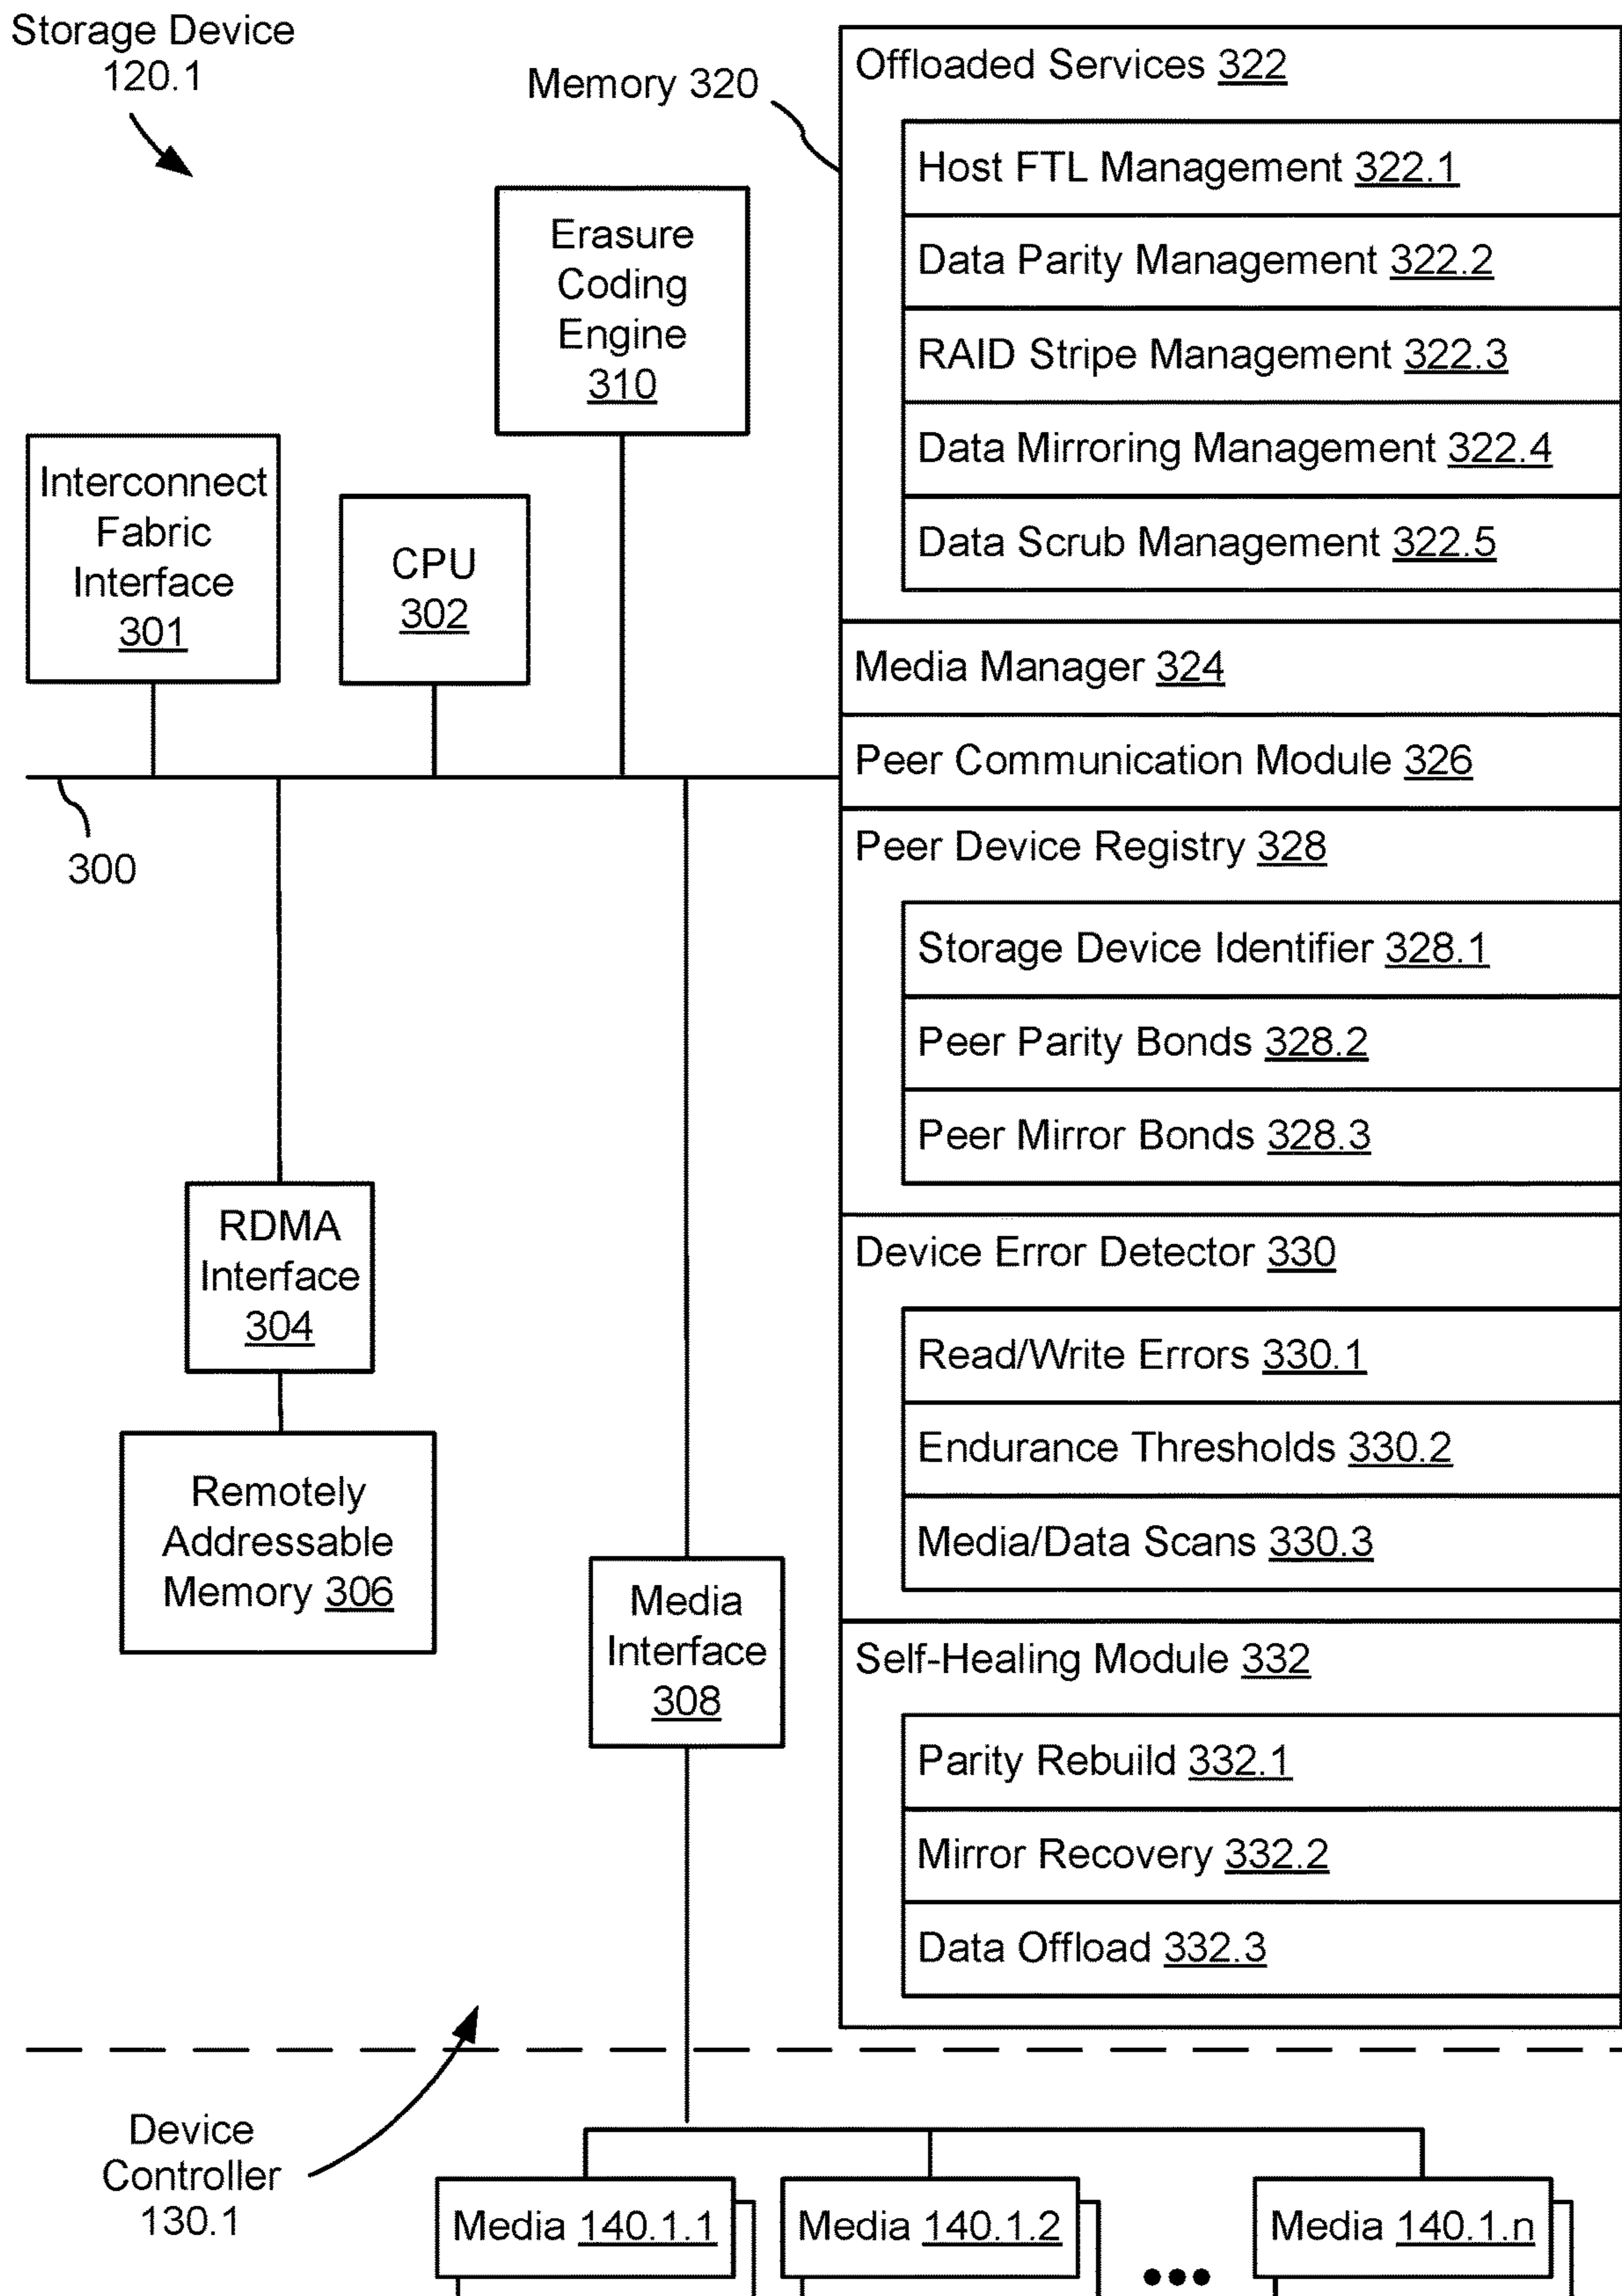 Storage Device
120.1
Memory 320
Offloaded Services 322
Host FTL Management 322.1
Data Parity Management 322.2
RAID Stripe Management 322.3
Data Mirroring Management 322.4
Data Scrub Management 322.5
Media Manager 324
Peer Communication Module 326
Peer Device Registry 328
Storage Device Identifier 328.1
Peer Parity Bonds 328.2
Peer Mirror Bonds 328.3
Device Error Detector 330
Read/Write Errors 330.1
Endurance Thresholds 330.2
Media/Data Scans 330.3
Self-Healing Module 332
Parity Rebuild 332.1
Mirror Recovery 332.2
Data Offload 332.3
Erasure
Coding
Engine
310
Interconnect
Fabric
Interface
301
CPU
302
300
RDMA
Interface
304
Remotely
Addressable
Memory 306
Media
Interface
308
Device
Controller
130.1
Media 140.1.1
Media 140.1.2
•••
Media 140.1.n